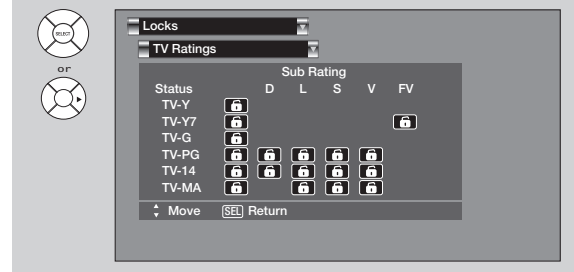 SELECT
or
Locks
TV Ratings
Sub Rating
Status D L S V FV
TV-Y
TV-Y7
TV-G
TV-PG
TV-14
TV-MA
Move SEL Return